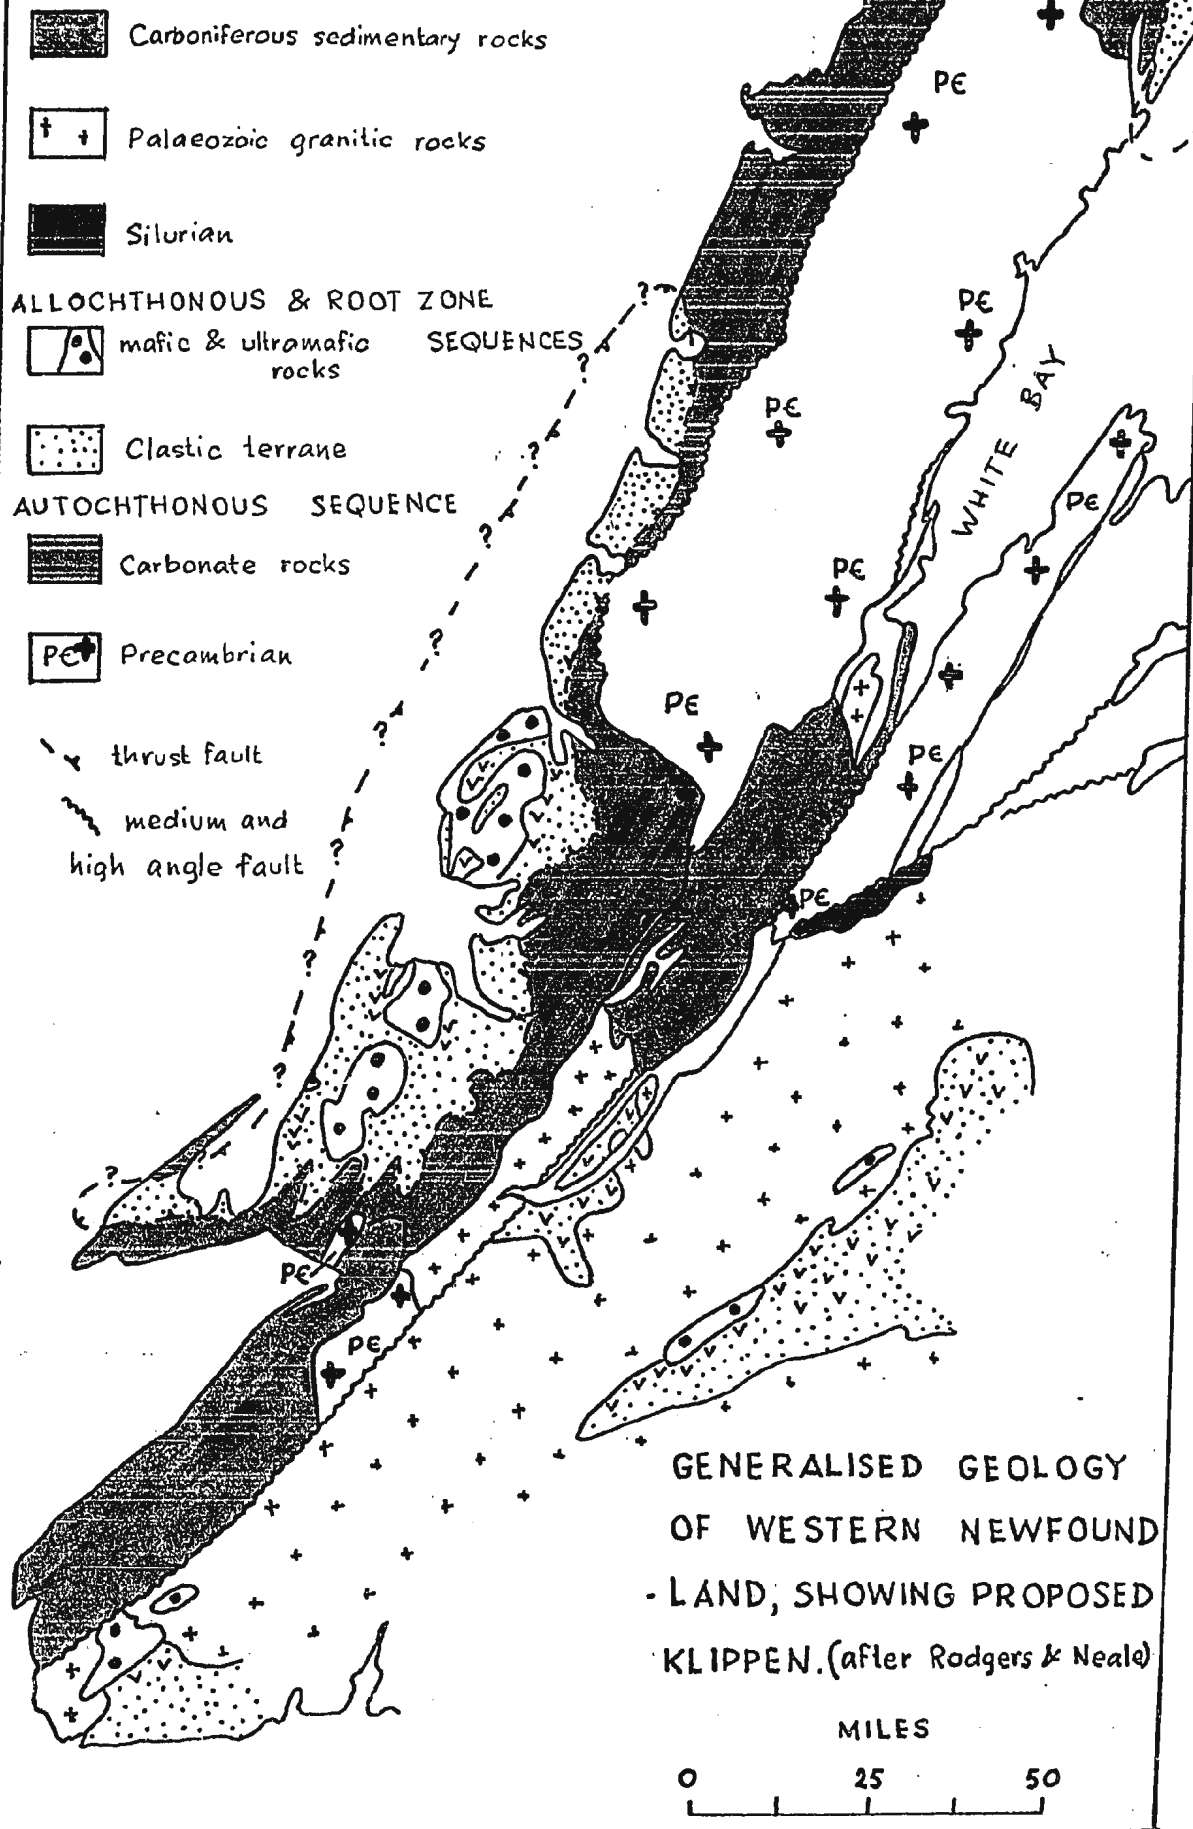 Carboniferous sedimentary rocks
Palaeozoic granitic rocks
Silurian
ALLOCHTHONOUS & ROOT ZONE
SEQUENCES
mafic & ultramafic
rocks
Clastic terrane
AUTOCHTHONOUS SEQUENCE
Carbonate rocks
PЄ Precambrian
thrust fault
medium and
high angle fault
PЄ
PЄ
PЄ
PЄ
PЄ
PЄ
PЄ
PЄ
PЄ
PЄ
WHITE BAY
?
?
?
?
?
?
?
?
?
?
GENERALISED GEOLOGY
OF WESTERN NEWFOUND
-LAND, SHOWING PROPOSED
KLIPPEN. (after Rodgers & Neale)
MILES
0 25 50